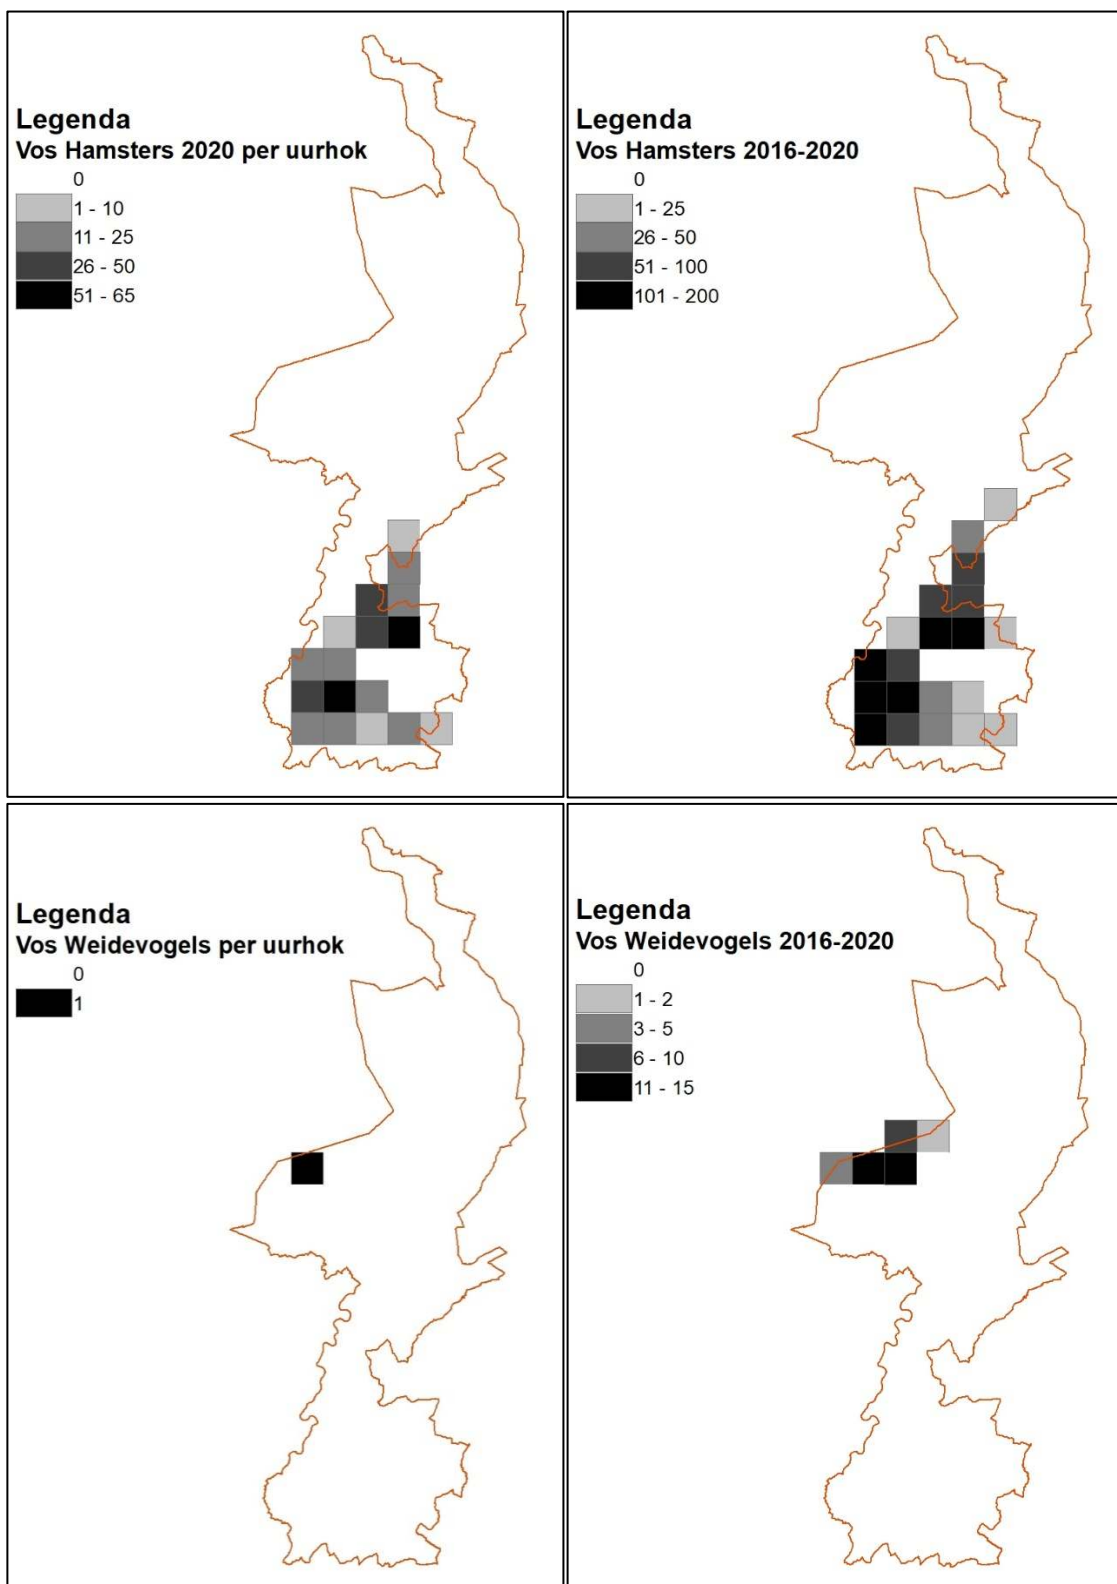 Legenda
Vos Hamsters 2020 per uurhok
0
1 - 10
11 - 25
26 - 50
51 - 65
Legenda
Vos Hamsters 2016-2020
0
1 - 25
26 - 50
51 - 100
101 - 200
Legenda
Vos Weidevogels per uurhok
0
1
Legenda
Vos Weidevogels 2016-2020
0
1 - 2
3 - 5
6 - 10
11 - 15